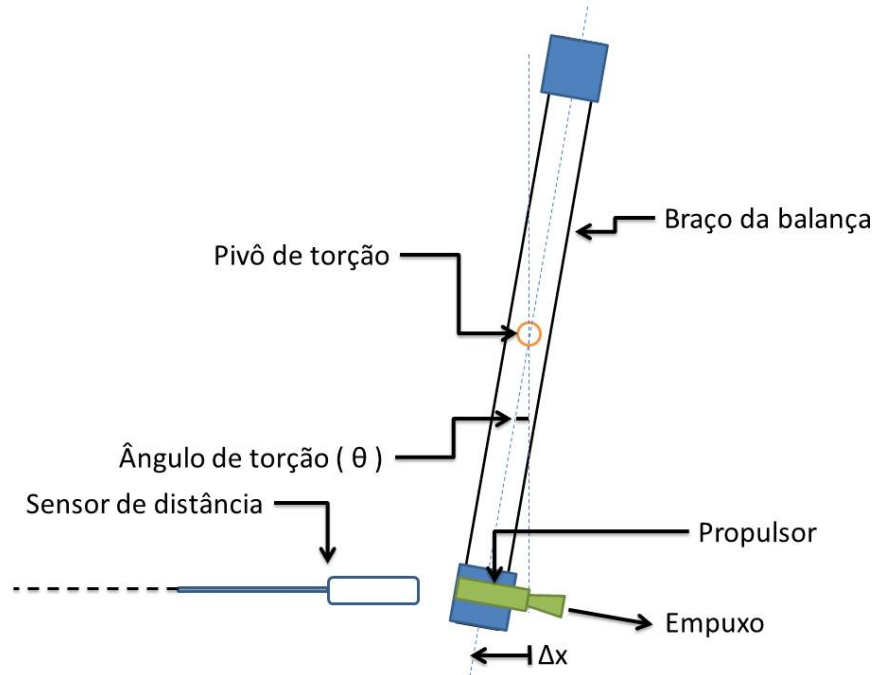 Braço da balança
Pivô de torção
Ângulo de torção ( θ )
Sensor de distância
Propulsor
Empuxo
Δx